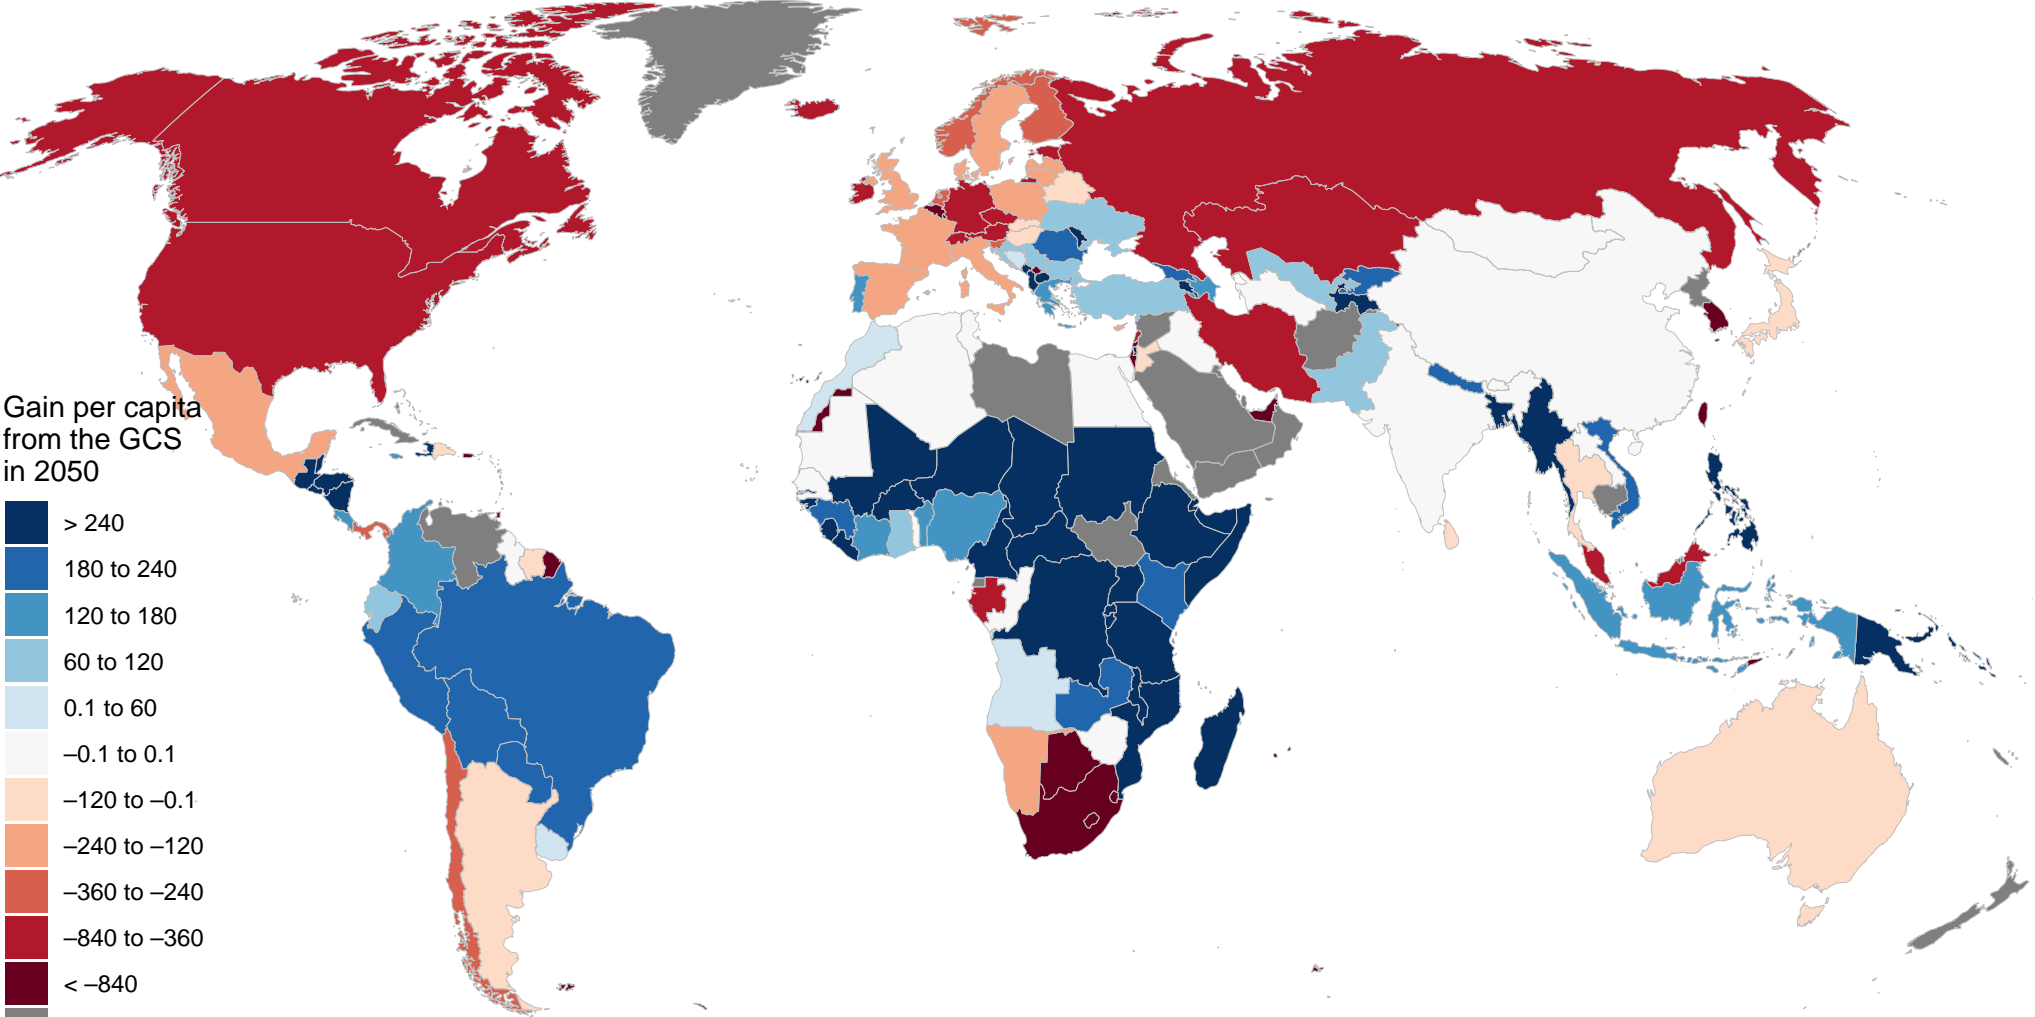 Gain per capita
from the GCS
in 2050
> 240
180 to 240
120 to 180
60 to 120
0.1 to 60
–0.1 to 0.1
–120 to –0.1
–240 to –120
–360 to –240
–840 to –360
< –840